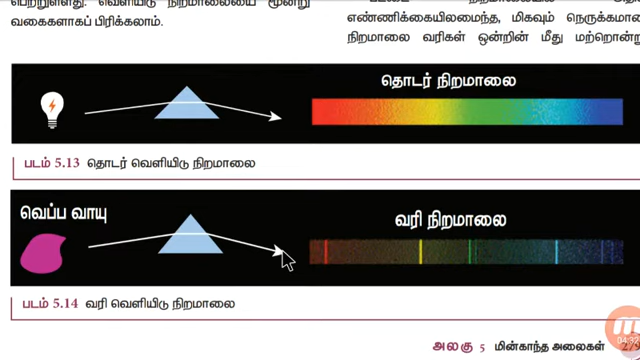 பெற்றுள்ளது. வெளியிடு நிறமாலையை மூன்று
வகைகளாகப் பிரிக்கலாம்.
எண்ணிக்கையிலமைந்த, மிகவும் நெருக்கமான
நிறமாலை வரிகள் ஒன்றின் மீது மற்றொன்று
தொடர் நிறமாலை
படம் 5.13 தொடர் வெளியிடு நிறமாலை
வெப்ப வாயு
வரி நிறமாலை
படம் 5.14 வரி வெளியிடு நிறமாலை
அலகு 5 மின்காந்த அலைகள்